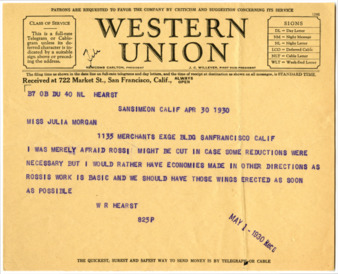 PATRONS ARE REQUESTED TO FAVOR THE COMPANY BY CRITICISM AND SUGGESTION CONCERNING ITS SERVICE
CLASS OF SERVICE
This is a full-rate Telegram or Cablegram unless its deferred character is indicated by a suitable sign above or preceding the address.
WESTERN
UNION
SIGNS
DL = Day Letter
NM = Night Message
NL = Night Letter
LCO = Deferred Cable
NLT = Cable Letter
WLT = Week-End Letter
NEWCOMB CARLTON, PRESIDENT
J. C. WILLEVER, FIRST VICE-PRESIDENT
Received at 722 Market St., San Francisco, Calif. ALWAYS OPEN
B7 OB DU 40 NL HEARST
SANSIMEON CALIF APR 30 1930
MISS JULIA MORGAN
1135 MERCHANTS EXGE BLDG SANFRANCISCO CALIF
I WAS MERELY AFRAID ROSSI MIGHT BE CUT IN CASE SOME REDUCTIONS WERE
NECESSARY BUT I WOULD RATHER HAVE ECONOMIES MADE IN OTHER DIRECTIONS AS
ROSSIS WORK IS BASIC AND WE SHOULD HAVE THOSE WINGS ERECTED AS SOON
AS POSSIBLE
W R HEARST
825P
MAY 1 - 1930
THE QUICKEST, SUREST AND SAFEST WAY TO SEND MONEY IS BY TELEGRAPH OR CABLE